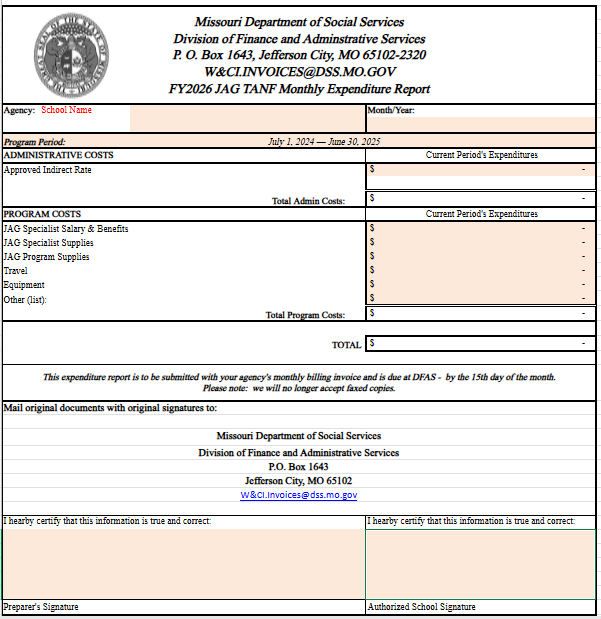 Missouri Department of Social Services
Division of Finance and Adminstrative Services
P. O. Box 1643, Jefferson City, MO 65102-2320
W&CI.INVOICES@DSS.MO.GOV
FY2026 JAG TANF Monthly Expenditure Report
Agency: School Name Month/Year:
Program Period: July 1, 2024 — June 30, 2025
ADMINISTRATIVE COSTS Current Period's Expenditures
Approved Indirect Rate $ -
Total Admin Costs: $ -
PROGRAM COSTS Current Period's Expenditures
JAG Specialist Salary & Benefits $ -
JAG Specialist Supplies $ -
JAG Program Supplies $ -
Travel $ -
Equipment $ -
Other (list): $ -
Total Program Costs: $ -
TOTAL $ -
This expenditure report is to be submitted with your agency's monthly billing invoice and is due at DFAS - by the 15th day of the month.
Please note: we will no longer accept faxed copies.
Mail original documents with original signatures to:
Missouri Department of Social Services
Division of Finance and Administrative Services
P.O. Box 1643
Jefferson City, MO 65102
W&CI.Invoices@dss.mo.gov
I hearby certify that this information is true and correct: I hearby certify that this information is true and correct:
Preparer's Signature Authorized School Signature